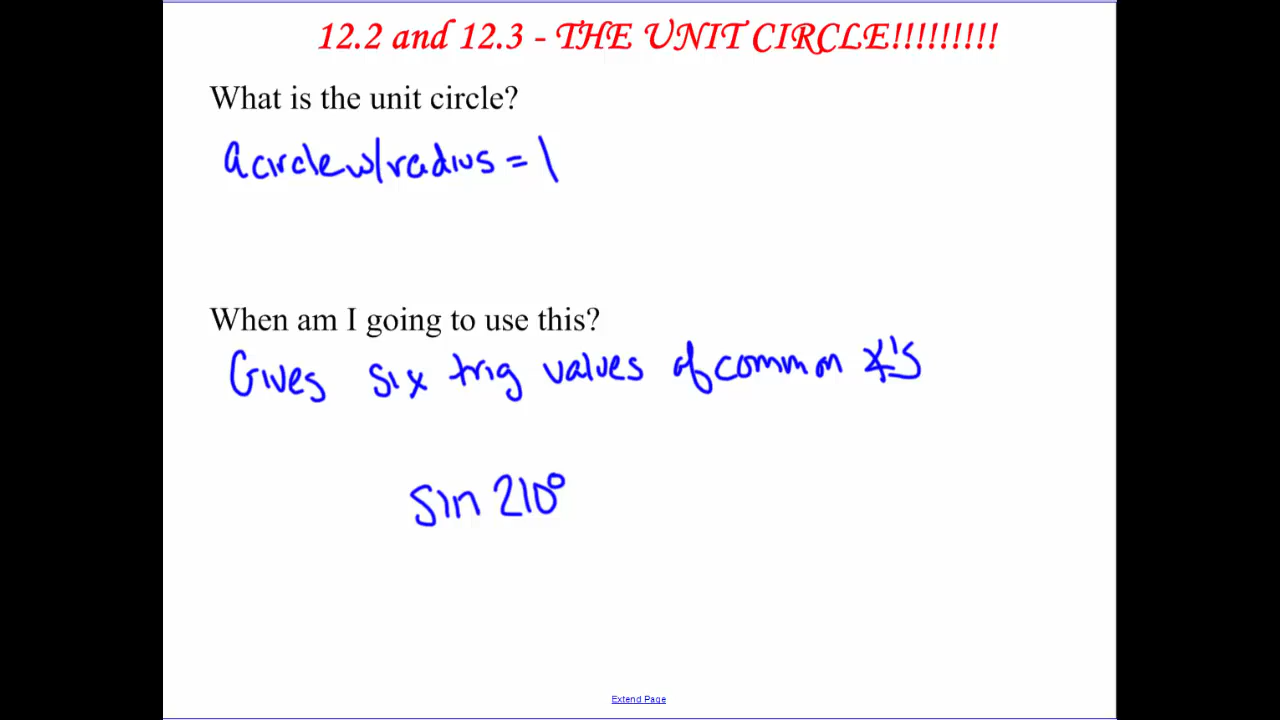 12.2 and 12.3 - THE UNIT CIRCLE!!!!!!!!!
What is the unit circle?
a circle w/ radius = 1
When am I going to use this?
Gives six trig values of common ∡'s
sin 210°
Extend Page